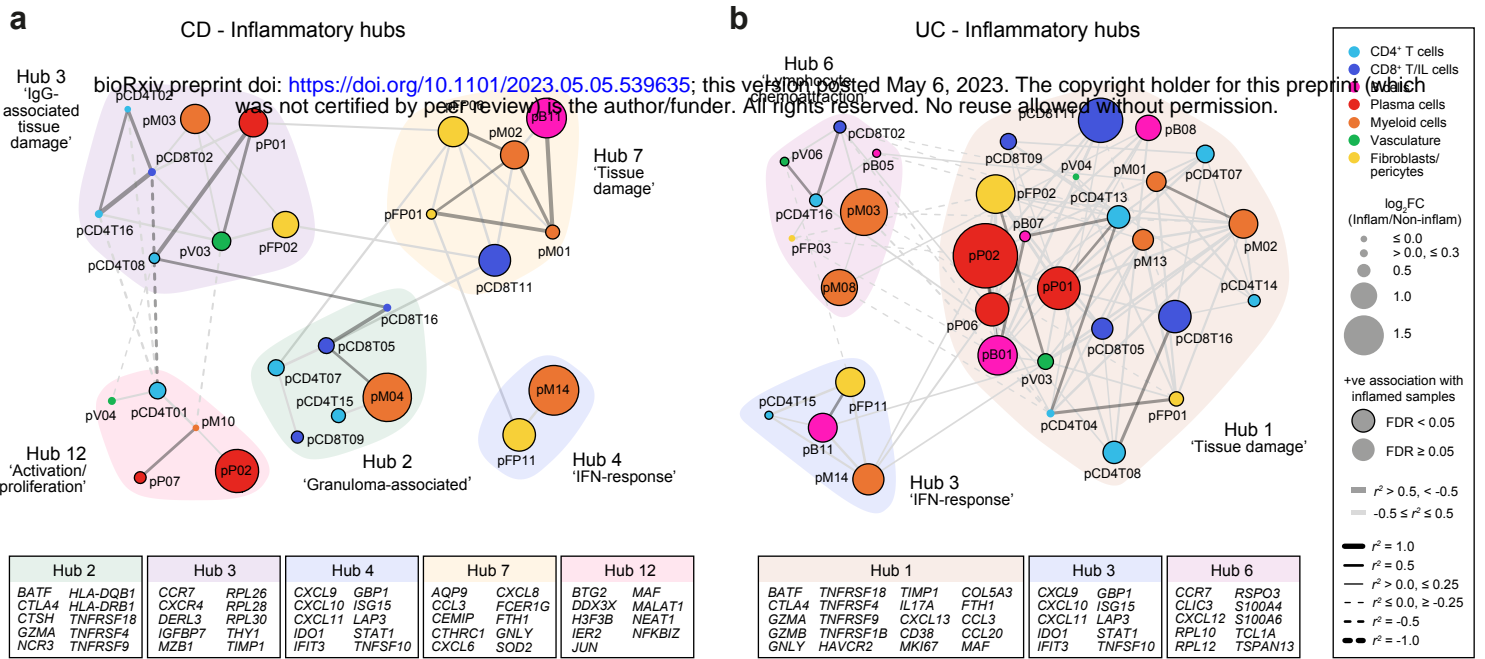 a
CD - Inflammatory hubs
b
UC - Inflammatory hubs
bioRxiv preprint doi: https://doi.org/10.1101/2023.05.05.539635; this version posted May 6, 2023. The copyright holder for this preprint (which
was not certified by peer review) is the author/funder. All rights reserved. No reuse allowed without permission.
Hub 3
'IgG-
associated
tissue
damage'
pCD4T02
pM03
pP01
pCD8T02
pCD4T16
pCD4T08
pV03
pFP02
pFP06
pB11
pM02
pFP01
pM01
pCD8T11
Hub 7
'Tissue
damage'
pCD8T16
pCD8T05
pCD4T07
pCD4T15
pM04
pCD8T09
Hub 2
'Granuloma-associated'
pM14
pFP11
Hub 4
'IFN-response'
pV04
pCD4T01
pM10
pP07
pP02
Hub 12
'Activation/
proliferation'
Hub 6
'Lymphocyte
chemoattraction'
pCD8T02
pV06
pB05
pCD4T16
pM03
pFP03
pM08
pCD8T11
pB08
pCD8T09
pV04
pM01
pCD4T07
pFP02
pCD4T13
pB07
pM02
pP02
pM13
pP01
pCD4T14
pP06
pCD8T16
pCD8T05
pB01
pV03
pFP01
pCD4T04
pCD4T08
Hub 1
'Tissue damage'
pCD4T15
pFP11
pB11
pM14
Hub 3
'IFN-response'
Hub 2
BATF HLA-DQB1
CTLA4 HLA-DRB1
CTSH TNFRSF18
GZMA TNFRSF4
NCR3 TNFRSF9
Hub 3
CCR7 RPL26
CXCR4 RPL28
DERL3 RPL30
IGFBP7 THY1
MZB1 TIMP1
Hub 4
CXCL9 GBP1
CXCL10 ISG15
CXCL11 LAP3
IDO1 STAT1
IFIT3 TNFSF10
Hub 7
AQP9 CXCL8
CCL3 FCER1G
CEMIP FTH1
CTHRC1 GNLY
CXCL6 SOD2
Hub 12
BTG2 MAF
DDX3X MALAT1
H3F3B NEAT1
IER2 NFKBIZ
JUN
Hub 1
BATF TNFRSF18 TIMP1 COL5A3
CTLA4 TNFRSF4 IL17A FTH1
GZMA TNFRSF9 CXCL13 CCL3
GZMB TNFRSF1B CD38 CCL20
GNLY HAVCR2 MKI67 MAF
Hub 3
CXCL9 GBP1
CXCL10 ISG15
CXCL11 LAP3
IDO1 STAT1
IFIT3 TNFSF10
Hub 6
CCR7 RSPO3
CLIC3 S100A4
CXCL12 S100A6
RPL10 TCL1A
RPL12 TSPAN13
CD4⁺ T cells
CD8⁺ T/IL cells
B cells
Plasma cells
Myeloid cells
Vasculature
Fibroblasts/
pericytes
log₂FC
(Inflam/Non-inflam)
≤ 0.0
> 0.0, ≤ 0.3
0.5
1.0
1.5
+ve association with
inflamed samples
FDR < 0.05
FDR ≥ 0.05
r² > 0.5, < -0.5
-0.5 ≤ r² ≤ 0.5
r² = 1.0
r² = 0.5
r² > 0.0, ≤ 0.25
r² ≤ 0.0, ≥ -0.25
r² = -0.5
r² = -1.0